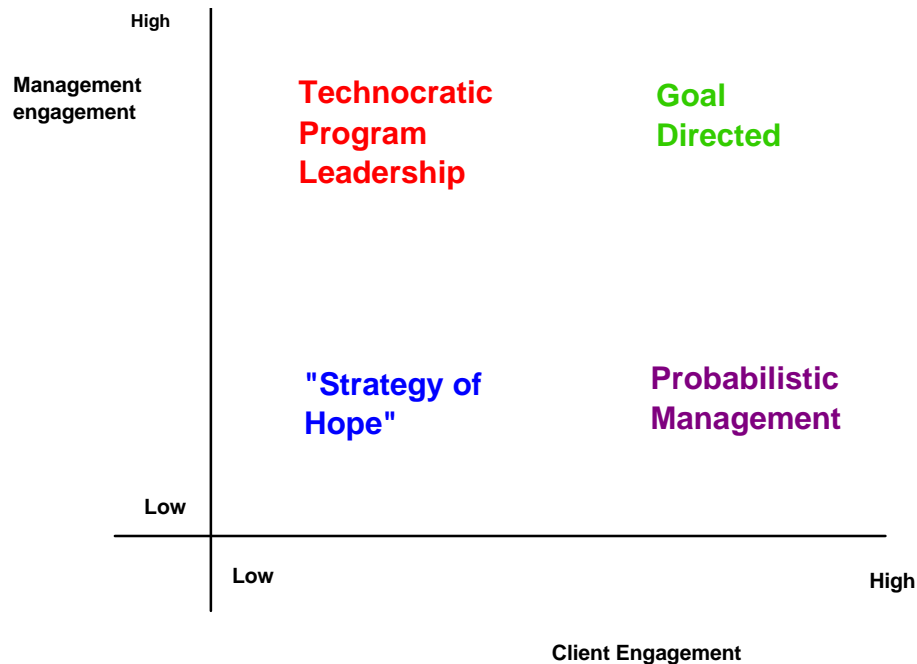 High
Management
engagement
Technocratic
Program
Leadership
Goal
Directed
"Strategy of
Hope"
Probabilistic
Management
Low
Low
High
Client Engagement